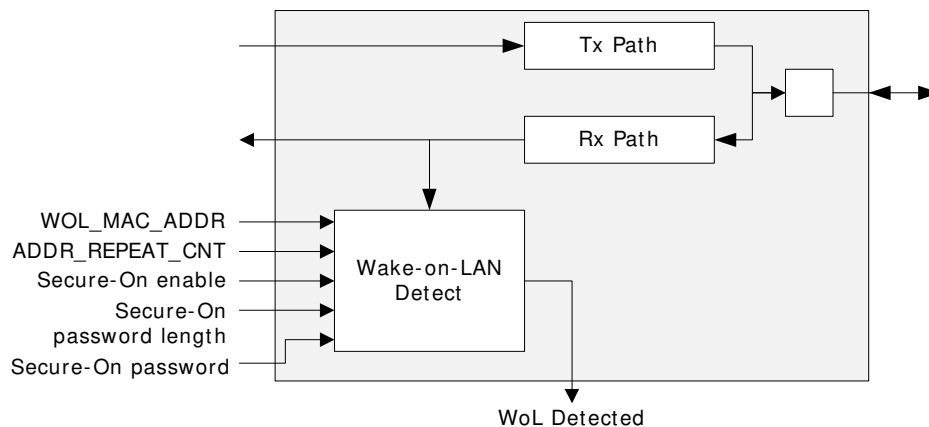 Tx Path
Rx Path
WOL_MAC_ADDR
ADDR_REPEAT_CNT
Secure-On enable
Secure-On
password length
Secure-On password
Wake-on-LAN
Detect
WoL Detected